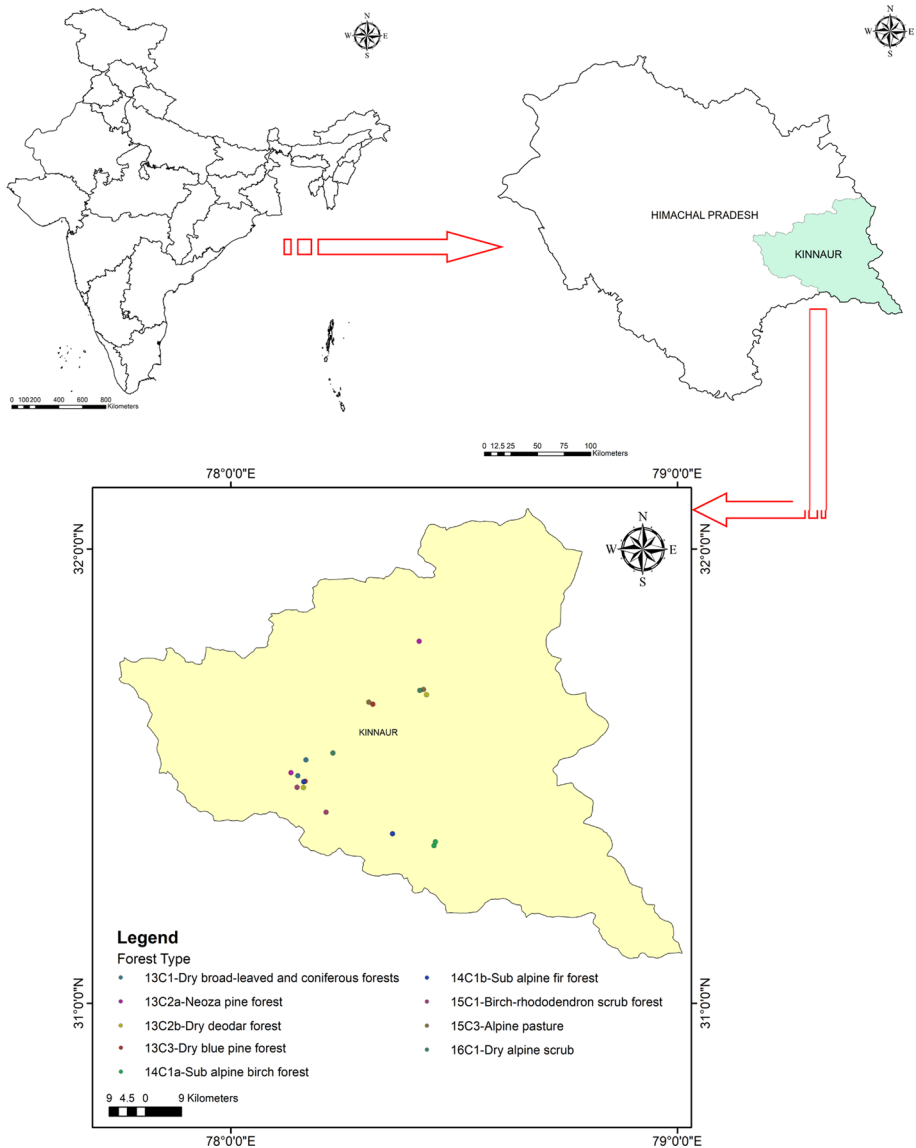 N
W E
S
N
W E
S
HIMACHAL PRADESH
KINNAUR
0 100200 400 600 800
Kilometers
0 12.5 25 50 75 100
Kilometers
78°0'0"E 79°0'0"E
N
W E
S
32°0'0"N 32°0'0"N
KINNAUR
Legend
Forest Type
13C1-Dry broad-leaved and coniferous forests
13C2a-Neoza pine forest
13C2b-Dry deodar forest
13C3-Dry blue pine forest
14C1a-Sub alpine birch forest
14C1b-Sub alpine fir forest
15C1-Birch-rhododendron scrub forest
15C3-Alpine pasture
16C1-Dry alpine scrub
31°0'0"N 31°0'0"N
9 4.5 0 9 Kilometers
78°0'0"E 79°0'0"E